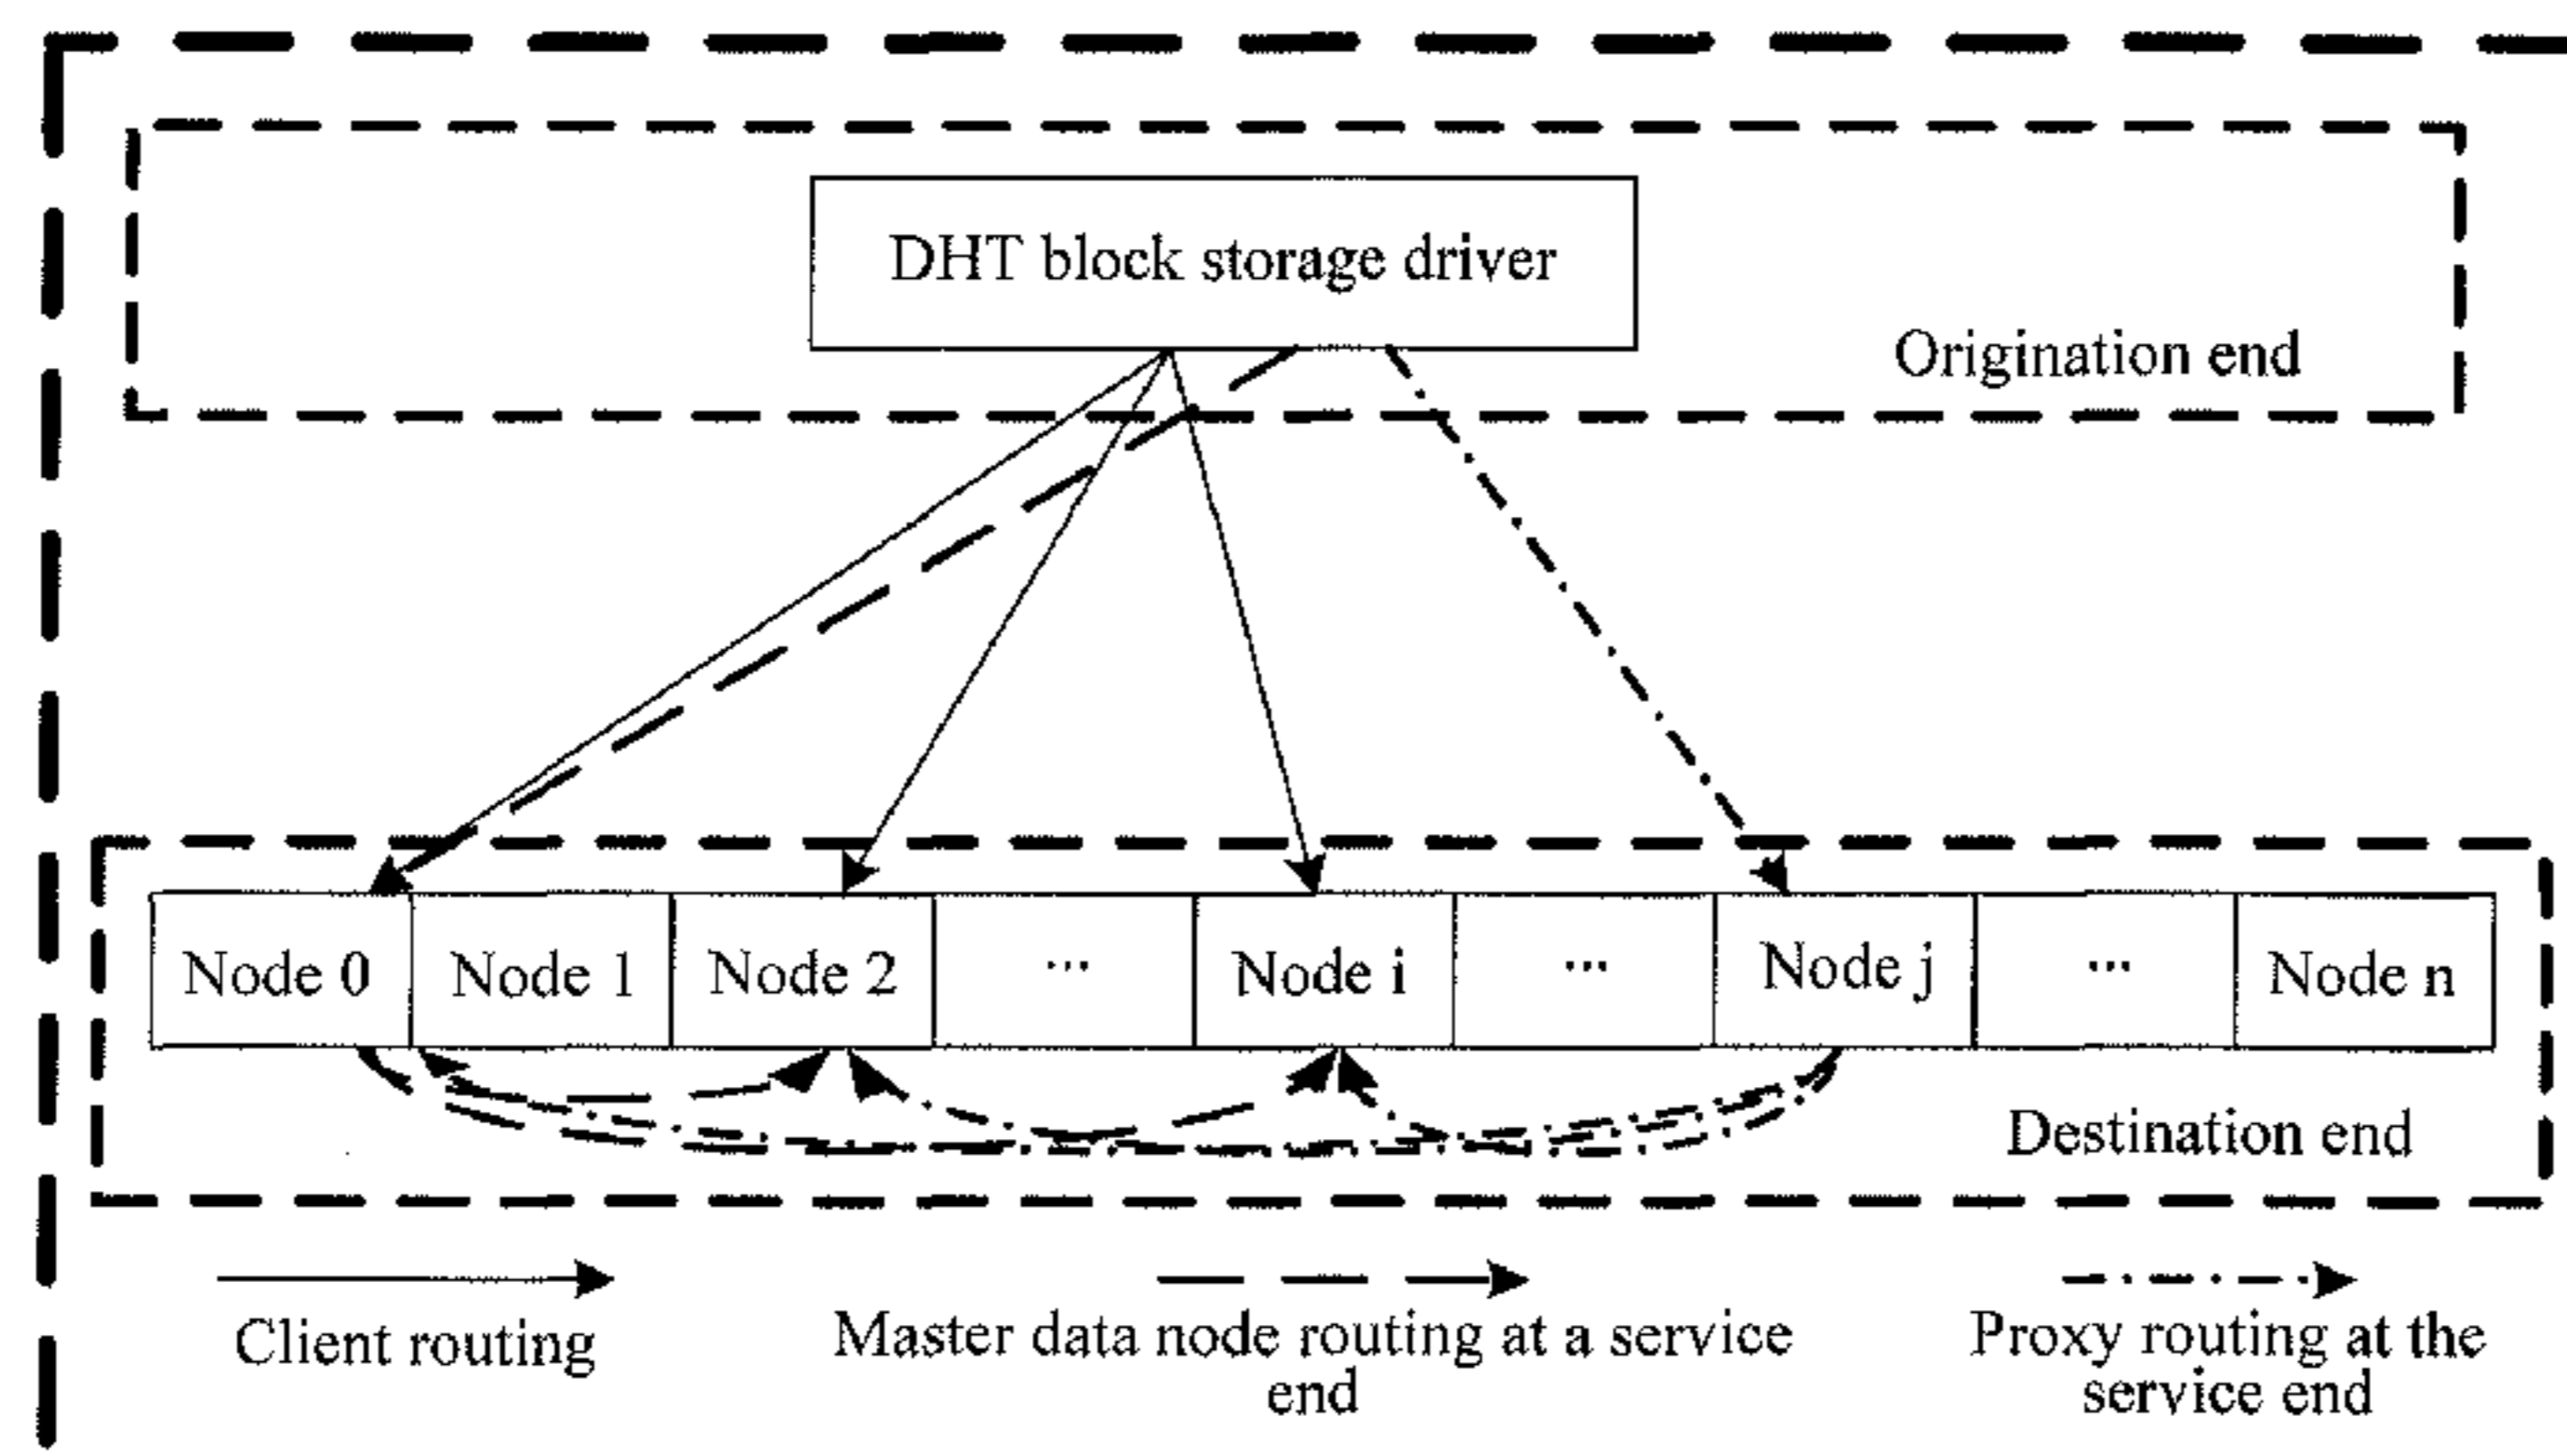 DHT block storage driver
Origination end
Node 0 Node 1 Node 2 ... Node i ... Node j ... Node n
Destination end
Client routing
Master data node routing at a service
end
Proxy routing at the
service end